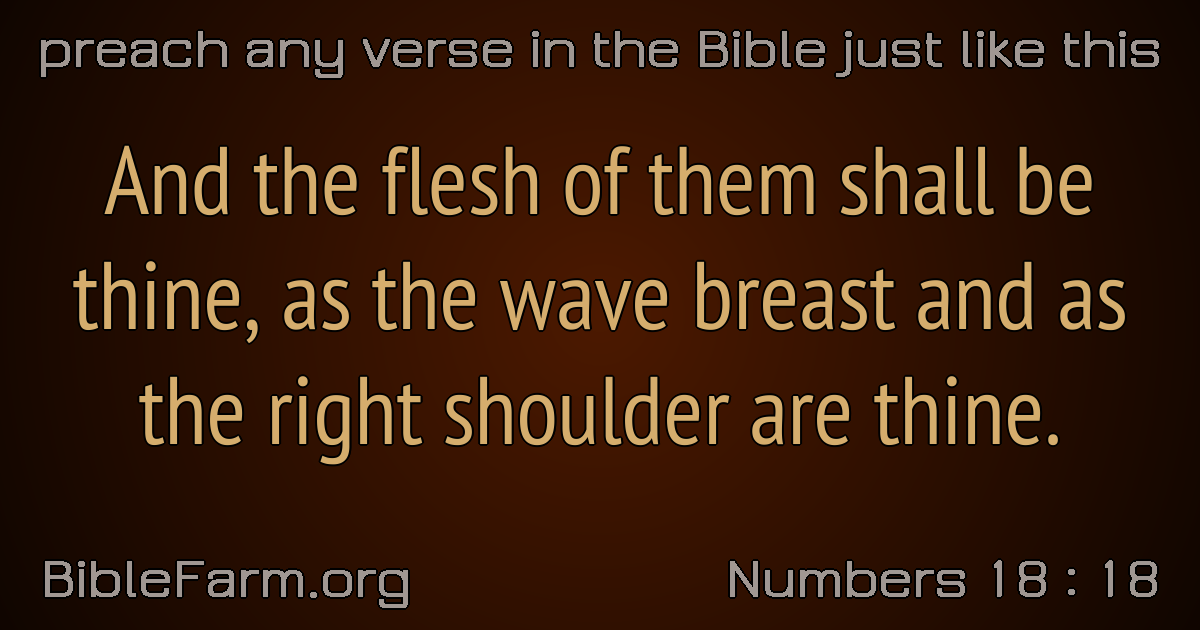 preach any verse in the Bible just like this
And the flesh of them shall be
thine, as the wave breast and as
the right shoulder are thine.
BibleFarm.org
Numbers 18 : 18